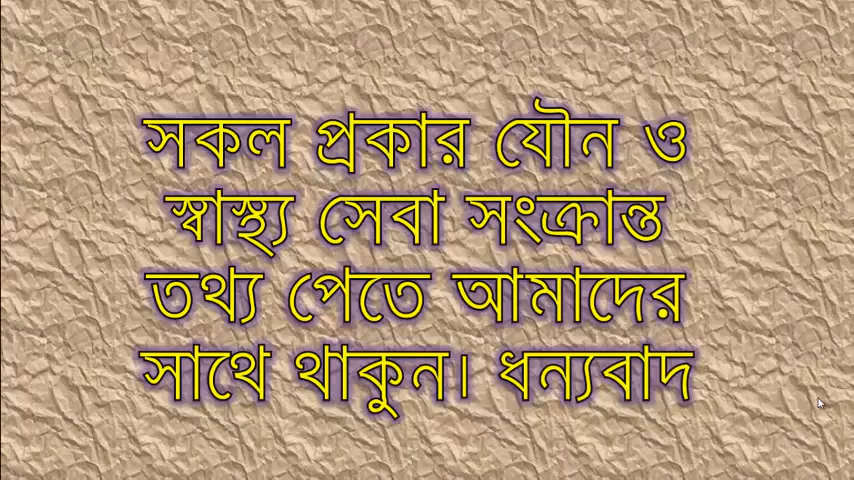 সকল প্রকার যৌন ও
স্বাস্থ্য সেবা সংক্রান্ত
তথ্য পেতে আমাদের
সাথে থাকুন। ধন্যবাদ